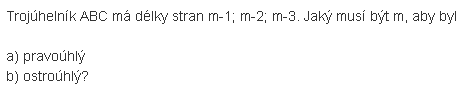 Trojúhelník ABC má délky stran m-1; m-2; m-3. Jaký musí být m, aby byl
a) pravoúhlý
b) ostroúhlý?